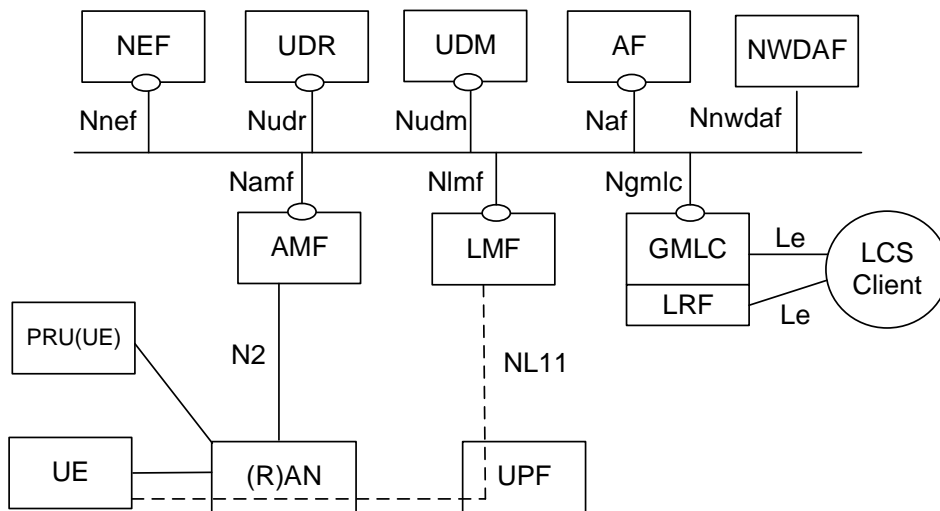 NEF
UDR
UDM
AF
NWDAF
Nnef
Nudr
Nudm
Naf
Nnwdaf
Namf
Nlmf
Ngmlc
AMF
LMF
GMLC
LRF
Le
Le
LCS
Client
PRU(UE)
N2
NL11
UE
(R)AN
UPF